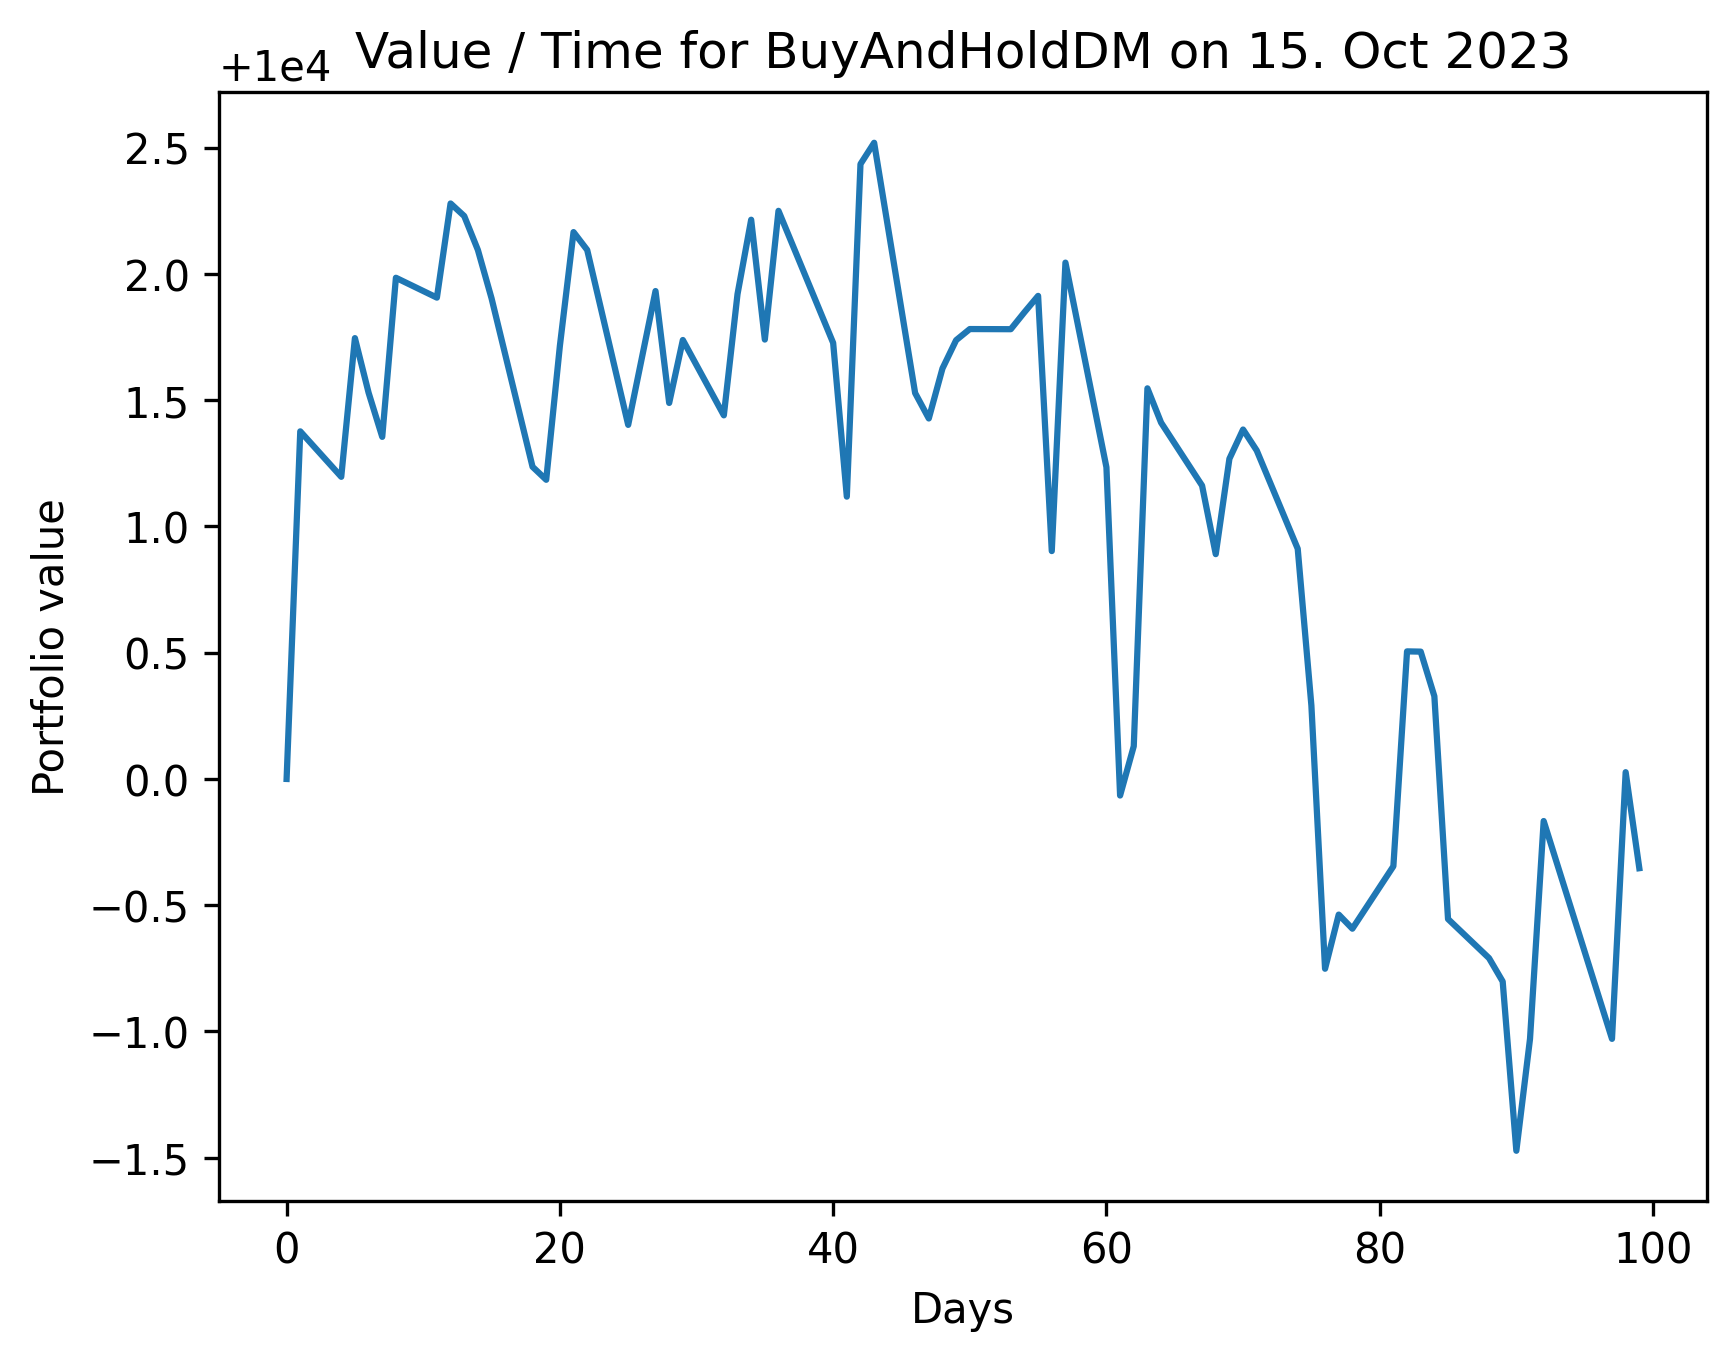 Value / Time for BuyAndHoldDM on 15. Oct 2023
+1e4
2.5
2.0
1.5
1.0
0.5
0.0
−0.5
−1.0
−1.5
Portfolio value
0 20 40 60 80 100
Days